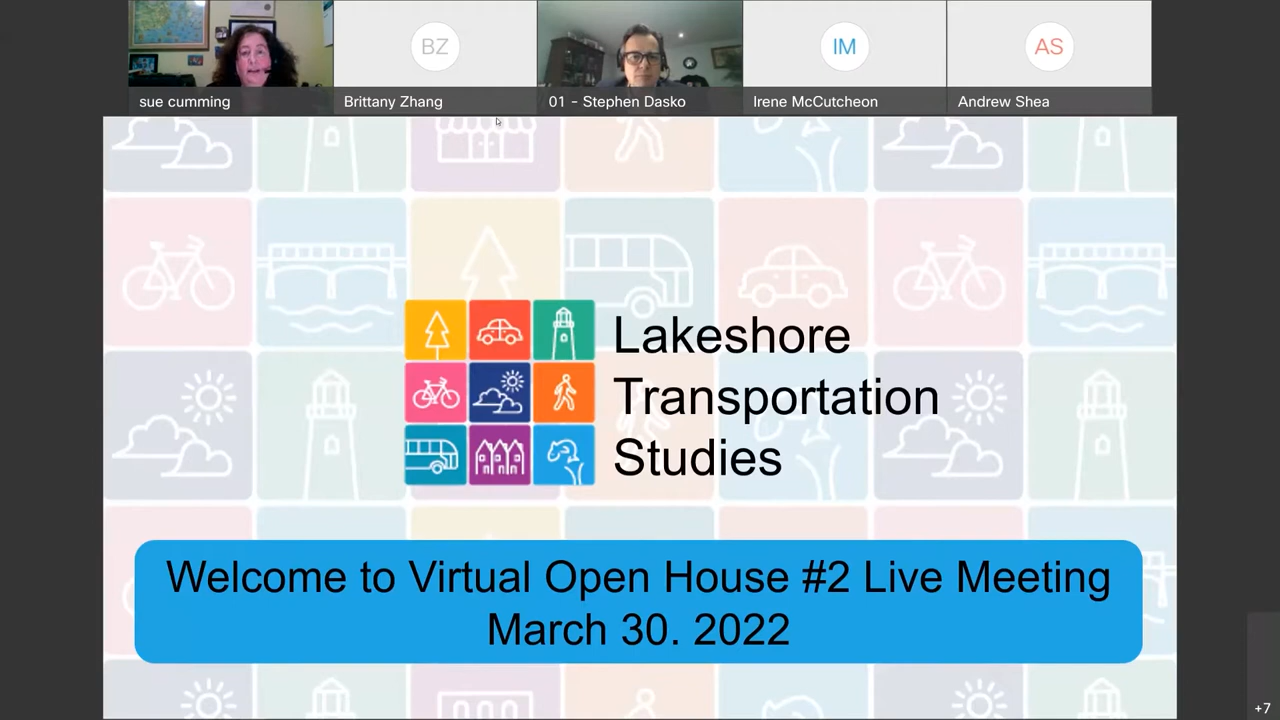 BZ
IM
AS
sue cumming
Brittany Zhang
01 - Stephen Dasko
Irene McCutcheon
Andrew Shea
Lakeshore
Transportation
Studies
Welcome to Virtual Open House #2 Live Meeting
March 30. 2022
+7